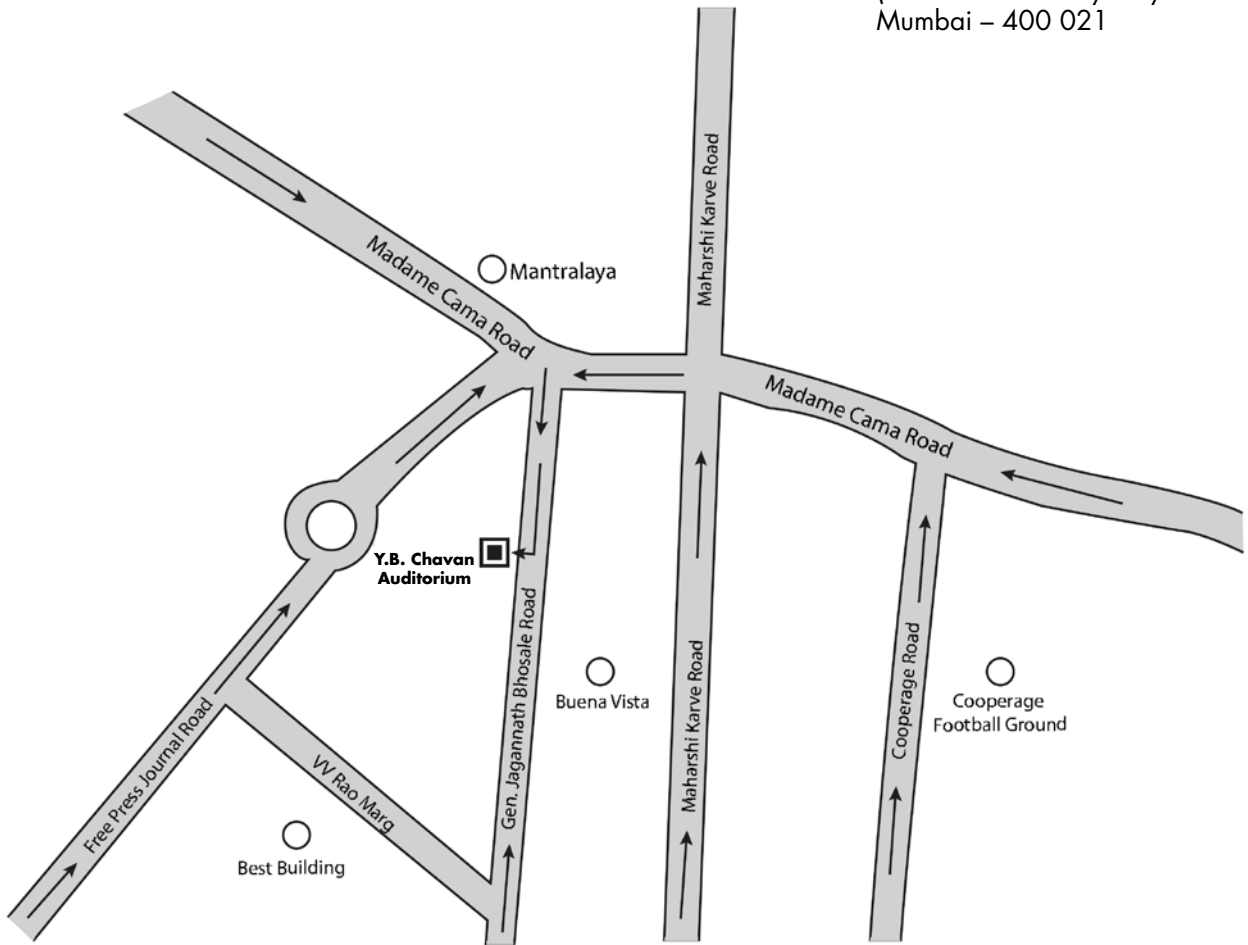 Mumbai – 400 021
Maharshi Karve Road
Madame Cama Road
Mantralaya
Madame Cama Road
Y.B. Chavan
Auditorium
Gen. Jagannath Bhosale Road
Buena Vista
Maharshi Karve Road
Cooperage Road
Cooperage
Football Ground
Free Press Journal Road
VV Rao Marg
Best Building